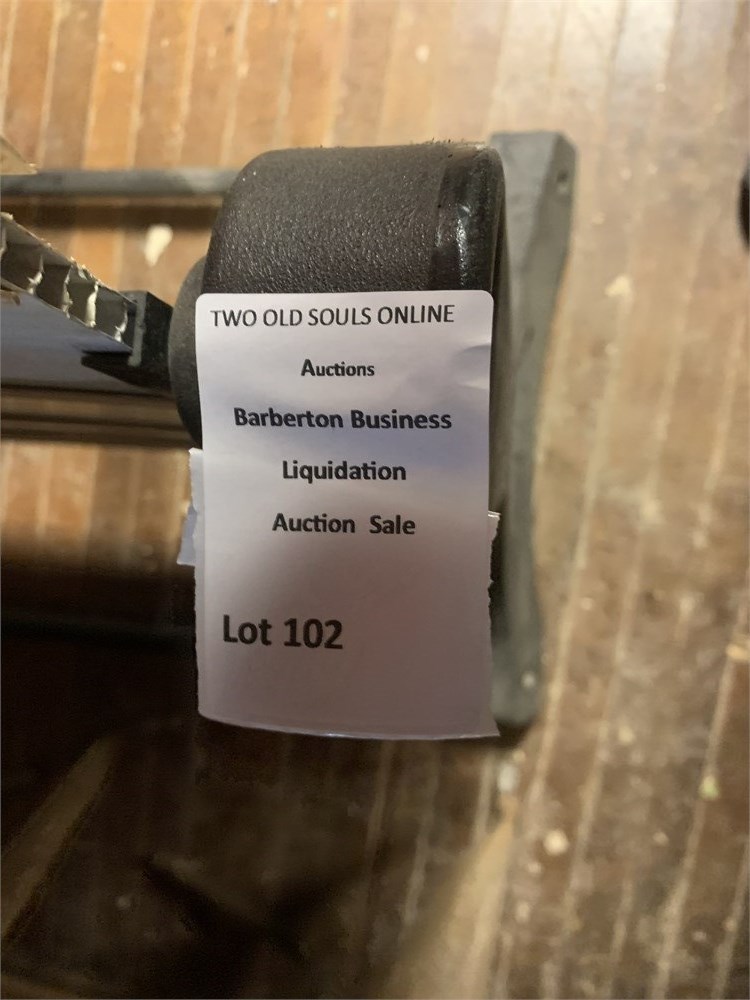 TWO OLD SOULS ONLINE
Auctions
Barberton Business
Liquidation
Auction Sale
Lot 102